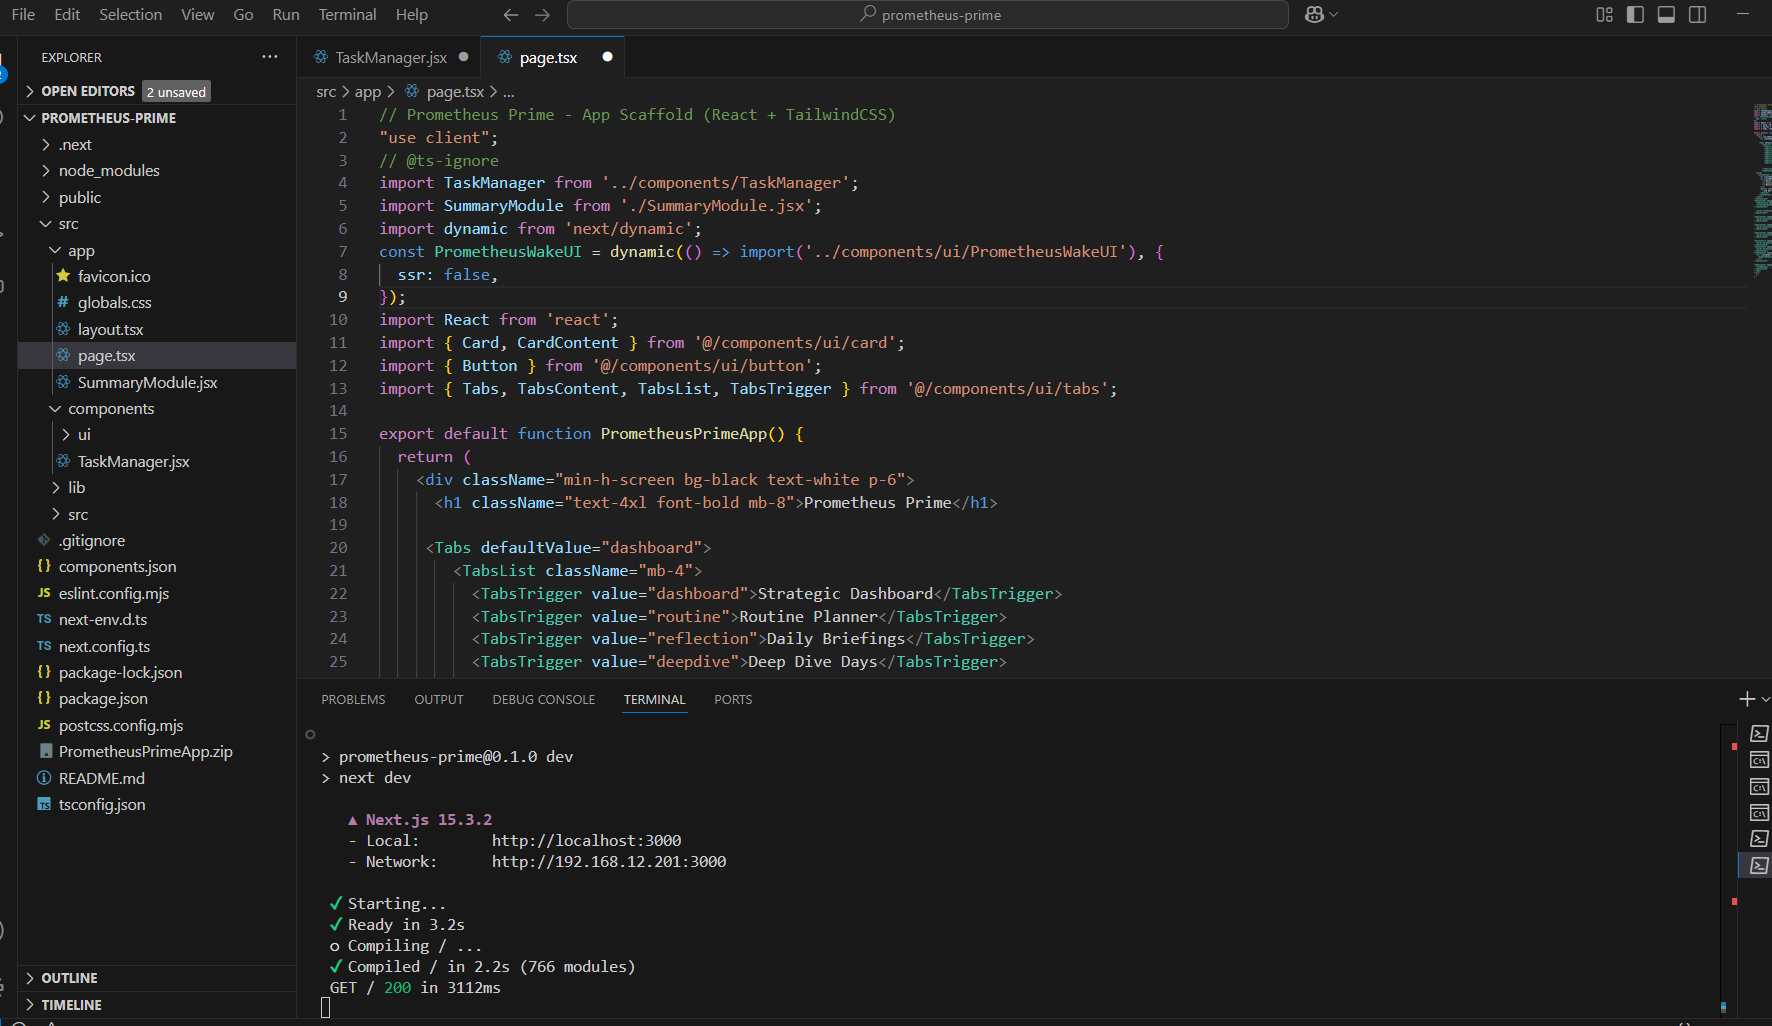 File Edit Selection View Go Run Terminal Help
prometheus-prime
EXPLORER
OPEN EDITORS 2 unsaved
PROMETHEUS-PRIME
.next
node_modules
public
src
app
favicon.ico
# globals.css
layout.tsx
page.tsx
SummaryModule.jsx
components
ui
TaskManager.jsx
lib
src
.gitignore
{} components.json
JS eslint.config.mjs
TS next-env.d.ts
TS next.config.ts
{} package-lock.json
{} package.json
JS postcss.config.mjs
PrometheusPrimeApp.zip
README.md
TS tsconfig.json
OUTLINE
TIMELINE
TaskManager.jsx
page.tsx
src > app > page.tsx > ...
1 // Prometheus Prime - App Scaffold (React + TailwindCSS)
2 "use client";
3 // @ts-ignore
4 import TaskManager from '../components/TaskManager';
5 import SummaryModule from './SummaryModule.jsx';
6 import dynamic from 'next/dynamic';
7 const PrometheusWakeUI = dynamic(() => import('../components/ui/PrometheusWakeUI'), {
8 ssr: false,
9 });
10 import React from 'react';
11 import { Card, CardContent } from '@/components/ui/card';
12 import { Button } from '@/components/ui/button';
13 import { Tabs, TabsContent, TabsList, TabsTrigger } from '@/components/ui/tabs';
14
15 export default function PrometheusPrimeApp() {
16 return (
17 <div className="min-h-screen bg-black text-white p-6">
18 <h1 className="text-4xl font-bold mb-8">Prometheus Prime</h1>
19
20 <Tabs defaultValue="dashboard">
21 <TabsList className="mb-4">
22 <TabsTrigger value="dashboard">Strategic Dashboard</TabsTrigger>
23 <TabsTrigger value="routine">Routine Planner</TabsTrigger>
24 <TabsTrigger value="reflection">Daily Briefings</TabsTrigger>
25 <TabsTrigger value="deepdive">Deep Dive Days</TabsTrigger>
PROBLEMS OUTPUT DEBUG CONSOLE TERMINAL PORTS
> prometheus-prime@0.1.0 dev
> next dev
▲ Next.js 15.3.2
- Local: http://localhost:3000
- Network: http://192.168.12.201:3000
✓ Starting...
✓ Ready in 3.2s
○ Compiling / ...
✓ Compiled / in 2.2s (766 modules)
GET / 200 in 3112ms